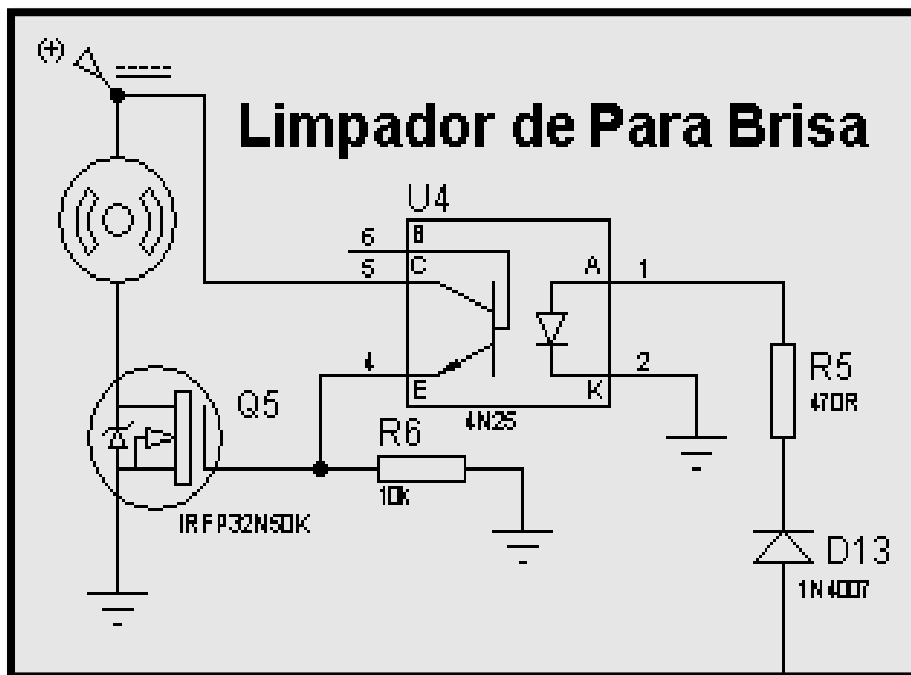 (+)
Limpador de Para Brisa
U4
6 B
5 C
A 1
4 E
K 2
4N25
R5
470R
Q5
IRFP32N50K
R6
10k
D13
1N4007